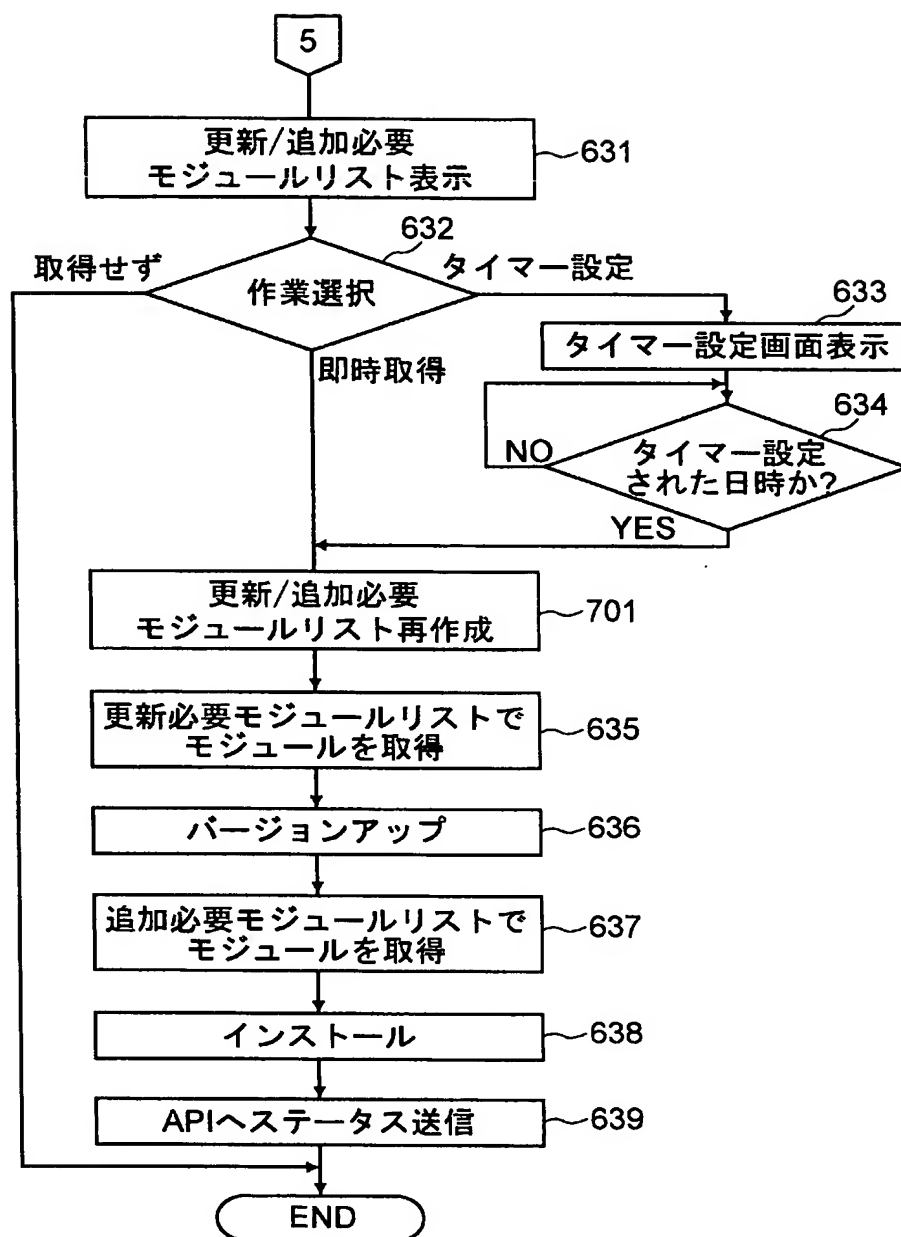 5
更新/追加必要
モジュールリスト表示
631
632
取得せず
作業選択
タイマー設定
633
タイマー設定画面表示
即時取得
634
NO
タイマー設定
された日時か?
YES
更新/追加必要
モジュールリスト再作成
701
更新必要モジュールリストで
モジュールを取得
635
バージョンアップ
636
追加必要モジュールリストで
モジュールを取得
637
インストール
638
APIへステータス送信
639
END